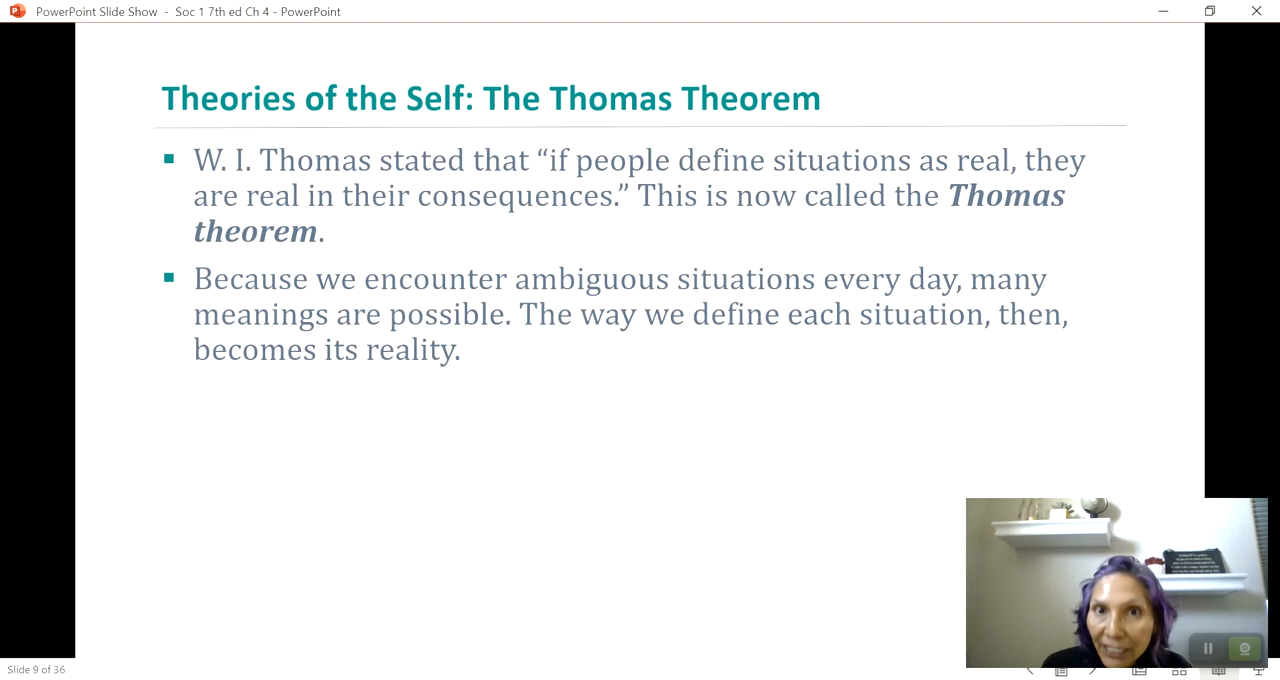 PowerPoint Slide Show - Soc 1 7th ed Ch 4 - PowerPoint
Theories of the Self: The Thomas Theorem
W. I. Thomas stated that “if people define situations as real, they
are real in their consequences.” This is now called the Thomas
theorem.
Because we encounter ambiguous situations every day, many
meanings are possible. The way we define each situation, then,
becomes its reality.
Slide 9 of 36